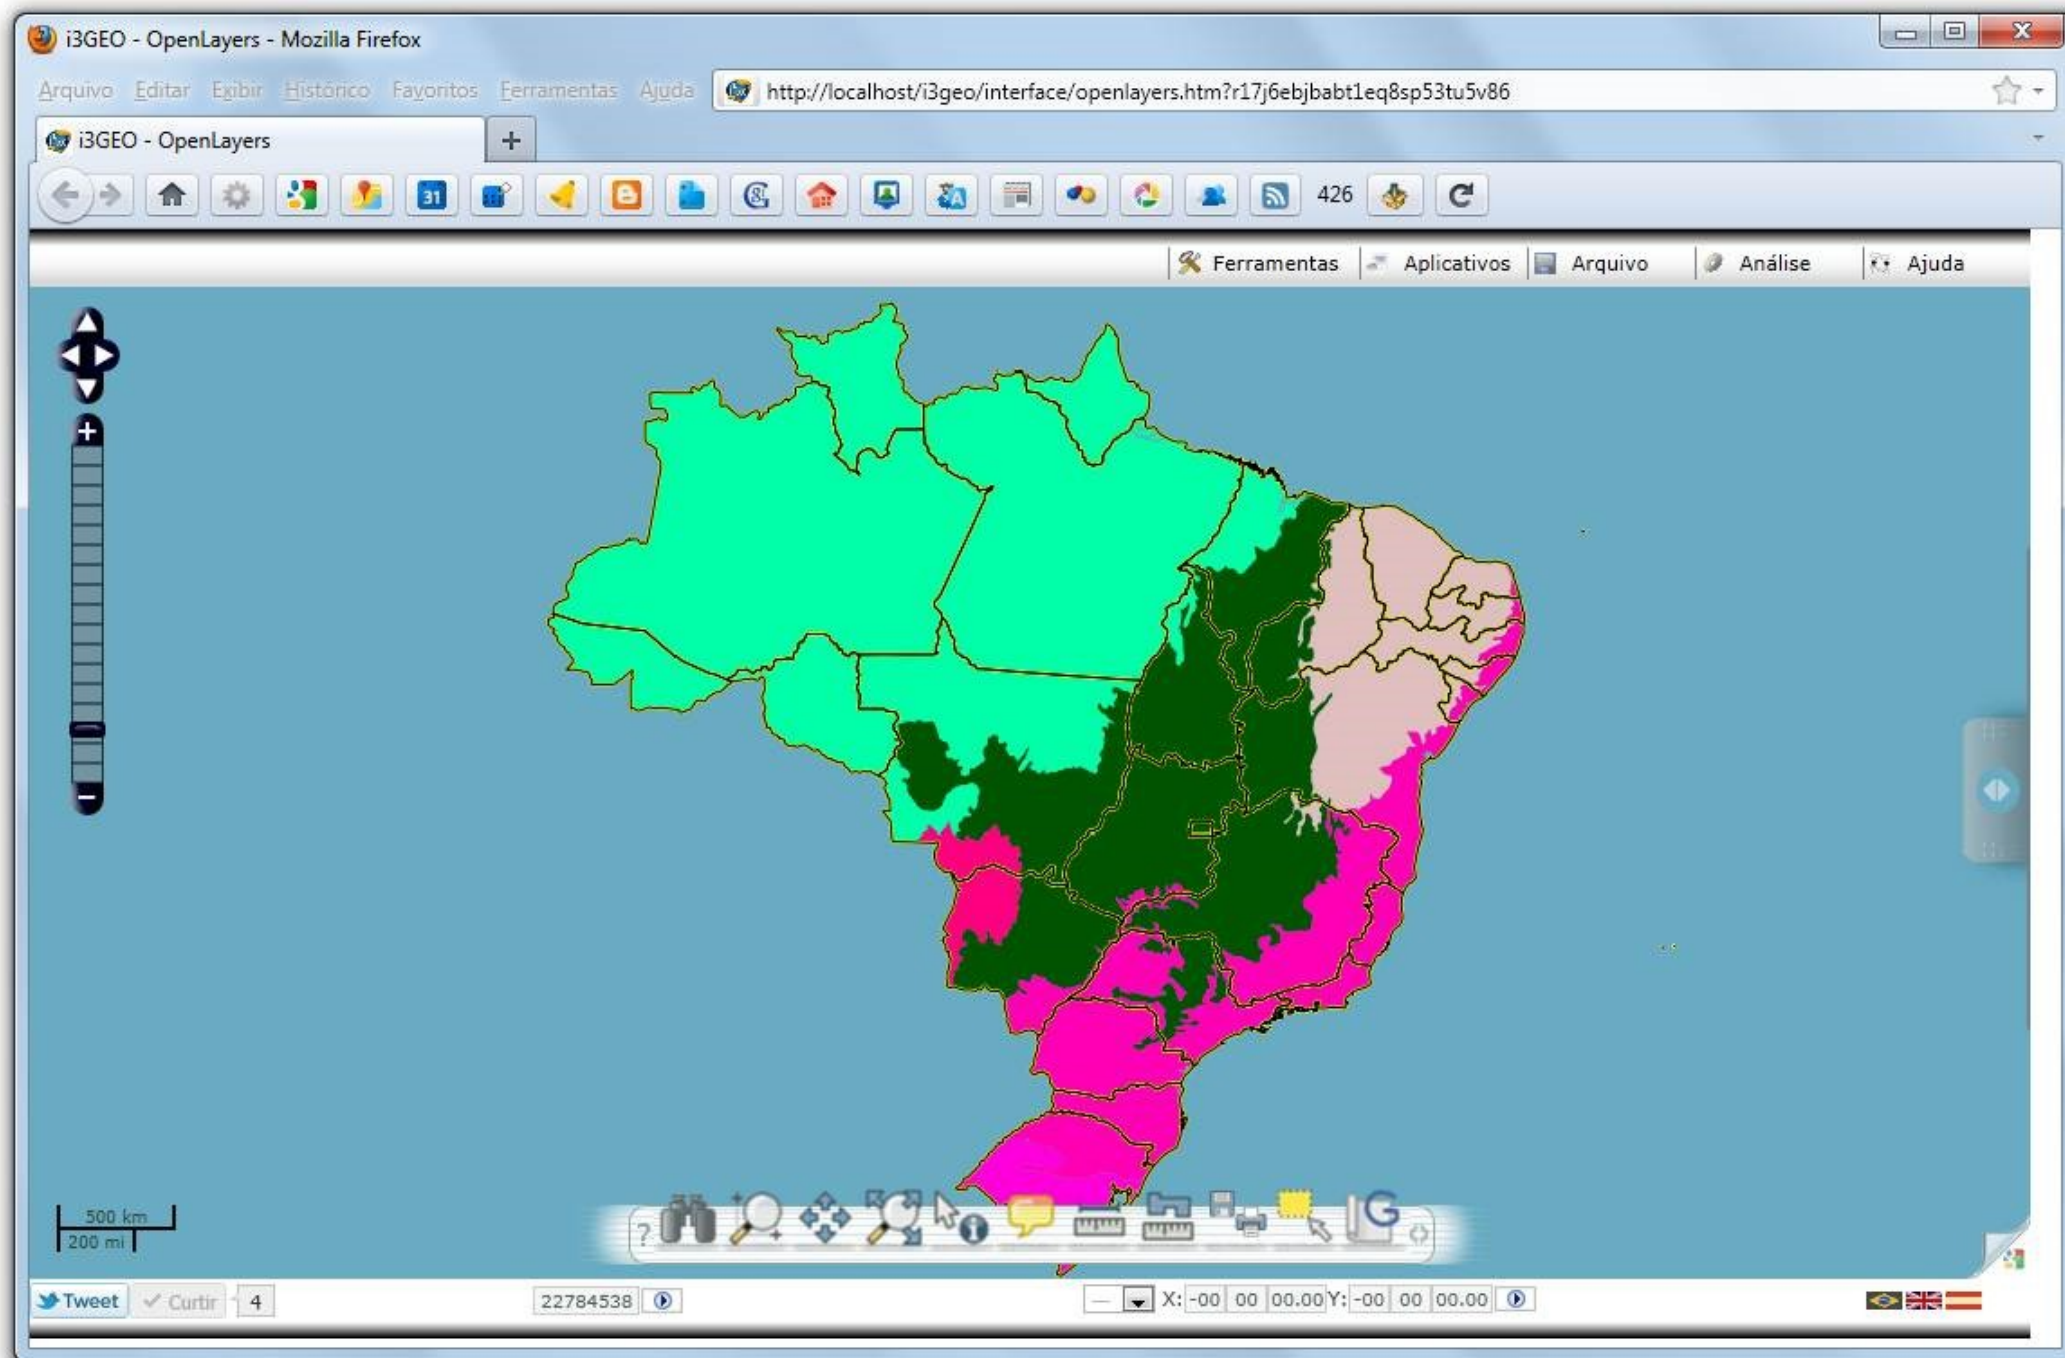 i3GEO - OpenLayers - Mozilla Firefox
Arquivo Editar Exibir Histórico Favoritos Ferramentas Ajuda http://localhost/i3geo/interface/openlayers.htm?r17j6ebjbabt1eq8sp53tu5v86
i3GEO - OpenLayers +
31 426
Ferramentas Aplicativos Arquivo Análise Ajuda
+
−
500 km
200 mi
? G
Tweet Curtir 4 22784538 — X: -00 00 00.00 Y: -00 00 00.00